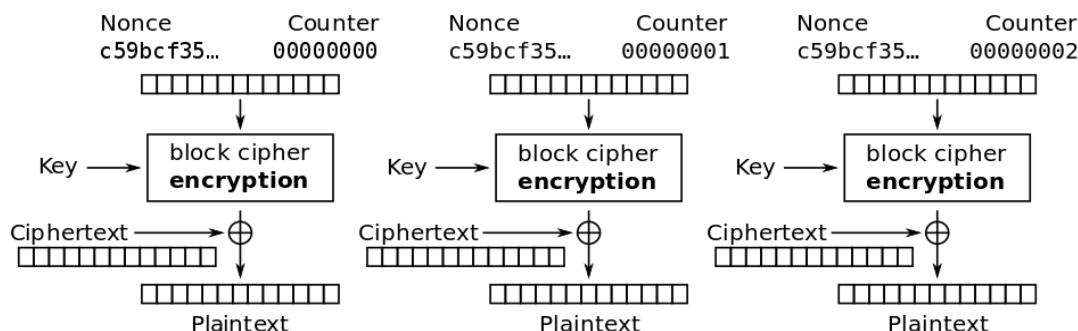 Nonce Counter Nonce Counter Nonce Counter
c59bcf35… 00000000 c59bcf35… 00000001 c59bcf35… 00000002
Key block cipher encryption Key block cipher encryption Key block cipher encryption
Ciphertext Ciphertext Ciphertext
Plaintext Plaintext Plaintext